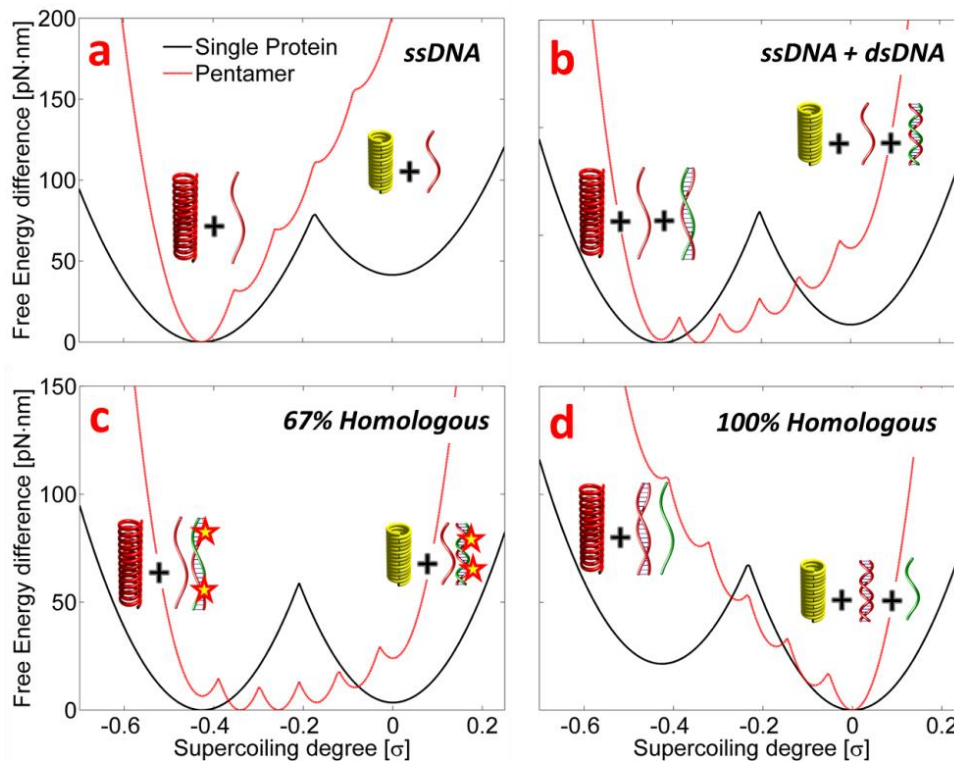 a
Single Protein
Pentamer
ssDNA
b
ssDNA + dsDNA
200
150
100
50
0
Free Energy difference [pN·nm]
+
+
+
+
+
+
c
67% Homologous
d
100% Homologous
150
100
50
0
Free Energy difference [pN·nm]
+
+
+
+
+
-0.6
-0.4
-0.2
0
0.2
Supercoiling degree [σ]
-0.6
-0.4
-0.2
0
0.2
Supercoiling degree [σ]